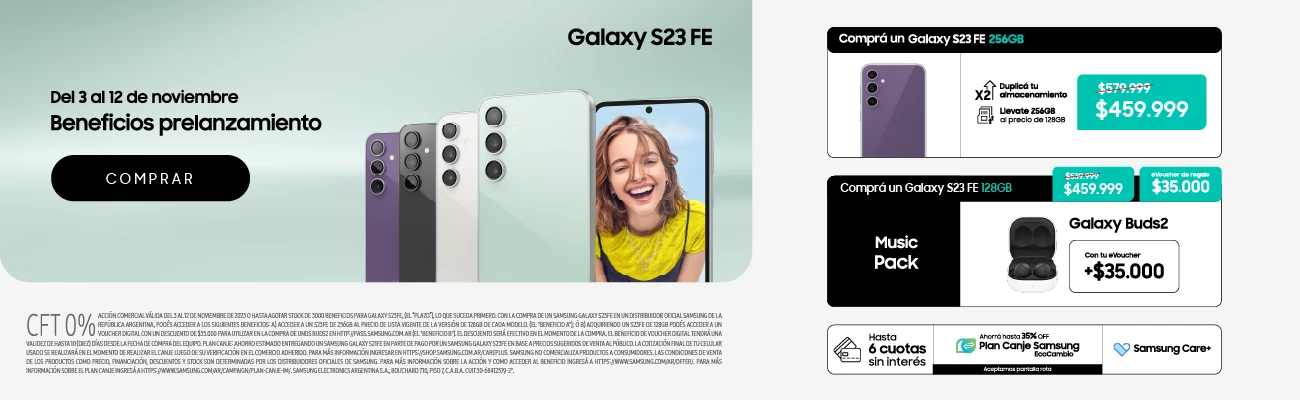 Galaxy S23 FE
Del 3 al 12 de noviembre
Beneficios prelanzamiento
COMPRAR
CFT 0%
ACCIÓN COMERCIAL VÁLIDA DEL 3 AL 12 DE NOVIEMBRE DE 2023 O HASTA AGOTAR STOCK DE 3000 BENEFICIOS PARA GALAXY S23 FE, (EL "PLAZO"), LO QUE SUCEDA PRIMERO. CON LA COMPRA DE UN SAMSUNG GALAXY S23 FE EN UN DISTRIBUIDOR OFICIAL SAMSUNG DE LA
REPÚBLICA ARGENTINA, PODÉS ACCEDER A LOS SIGUIENTES BENEFICIOS: A) ACCEDER A UN S23 FE DE 256GB AL PRECIO DE LISTA VIGENTE DE LA VERSIÓN DE 128GB DE CADA MODELO. (EL "BENEFICIO A"); Ó B) ADQUIRIENDO UN S23 FE DE 128GB PODÉS ACCEDER A UN
VOUCHER DIGITAL CON UN DESCUENTO DE $35.000 PARA UTILIZAR EN LA COMPRA DE UNOS BUDS2 EN HTTP://PASS.SAMSUNG.COM.AR (EL "BENEFICIO B"). EL DESCUENTO SERÁ EFECTIVO EN EL MOMENTO DE LA COMPRA. EL BENEFICIO DE VOUCHER DIGITAL TENDRÁ UNA
VALIDEZ DE HASTA 10 (DIEZ) DÍAS DESDE LA FECHA DE COMPRA DEL EQUIPO. PLAN CANJE: AHORRO ESTIMADO ENTREGANDO UN SAMSUNG GALAXY S21 FE EN PARTE DE PAGO POR UN SAMSUNG GALAXY S23 FE EN BASE A PRECIOS SUGERIDOS DE VENTA AL PÚBLICO. LA COTIZACIÓN FINAL DE TU CELULAR
USADO SE REALIZARÁ EN EL MOMENTO DE REALIZAR EL CANJE LUEGO DE SU VERIFICACIÓN EN EL COMERCIO ADHERIDO. PARA MÁS INFORMACIÓN INGRESAR EN HTTPS://SHOP.SAMSUNG.COM/AR/CAREPLUS. SAMSUNG NO COMERCIALIZA PRODUCTOS A CONSUMIDORES. LAS CONDICIONES DE VENTA
DE LOS PRODUCTOS COMO PRECIO, FINANCIACIÓN, DESCUENTOS Y STOCK SON DETERMINADAS POR LOS DISTRIBUIDORES OFICIALES DE SAMSUNG. PARA MÁS INFORMACIÓN SOBRE LA ACCIÓN Y COMO ACCEDER AL BENEFICIO INGRESÁ A HTTPS://WWW.SAMSUNG.COM/AR/OFFER/. PARA MÁS
INFORMACIÓN SOBRE EL PLAN CANJE INGRESÁ A HTTPS://WWW.SAMSUNG.COM/AR/CAMPAIGN/PLAN-CANJE-IM/. SAMSUNG ELECTRONICS ARGENTINA S.A., BOUCHARD 710, PISO 2, C.A.B.A. CUIT 30-68412579-2".
Comprá un Galaxy S23 FE 256GB
X2
Duplicá tu
almacenamiento
Llevate 256GB
al precio de 128GB
$579.999
$459.999
Comprá un Galaxy S23 FE 128GB
$539.999
$459.999
eVoucher de regalo
$35.000
Music
Pack
Galaxy Buds2
Con tu eVoucher
+$35.000
Hasta
6 cuotas
sin interés
Ahorrá hasta 35% OFF
Plan Canje Samsung
EcoCambio
Aceptamos pantalla rota
Samsung Care+